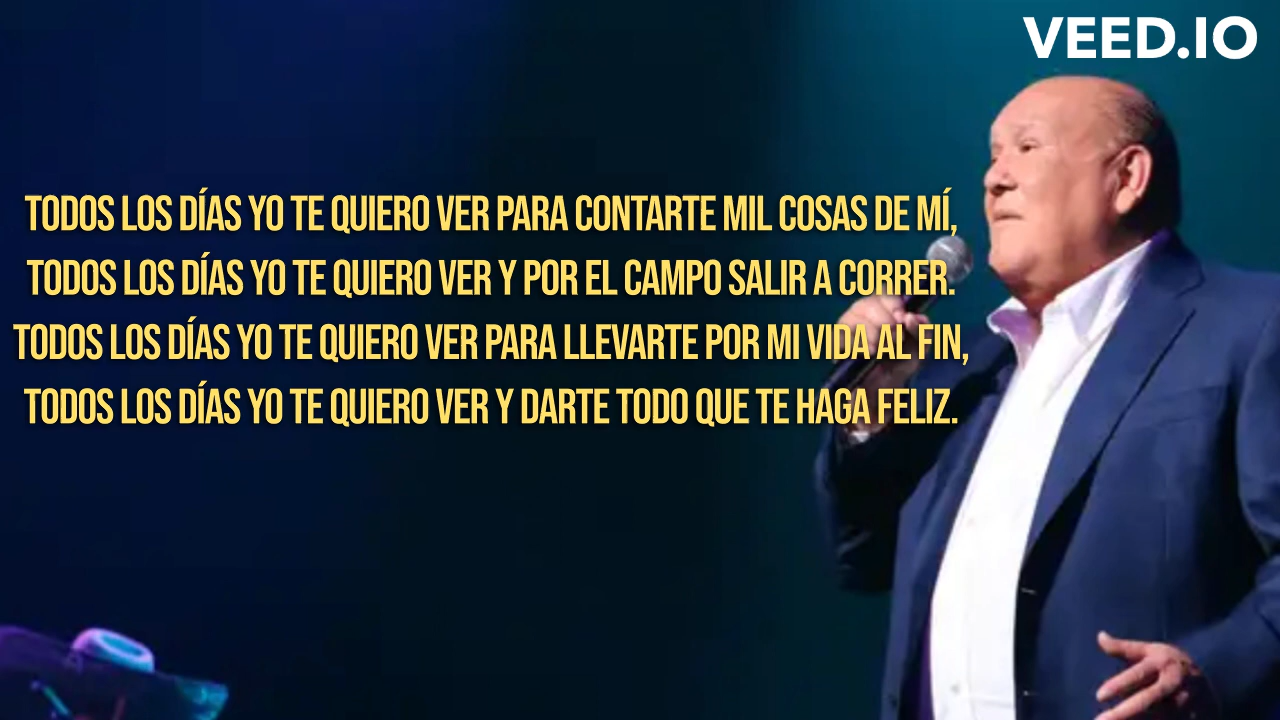 VEED.IO
TODOS LOS DÍAS YO TE QUIERO VER PARA CONTARTE MIL COSAS DE MÍ,
TODOS LOS DÍAS YO TE QUIERO VER Y POR EL CAMPO SALIR A CORRER.
TODOS LOS DÍAS YO TE QUIERO VER PARA LLEVARTE POR MI VIDA AL FIN,
TODOS LOS DÍAS YO TE QUIERO VER Y DARTE TODO QUE TE HAGA FELIZ.